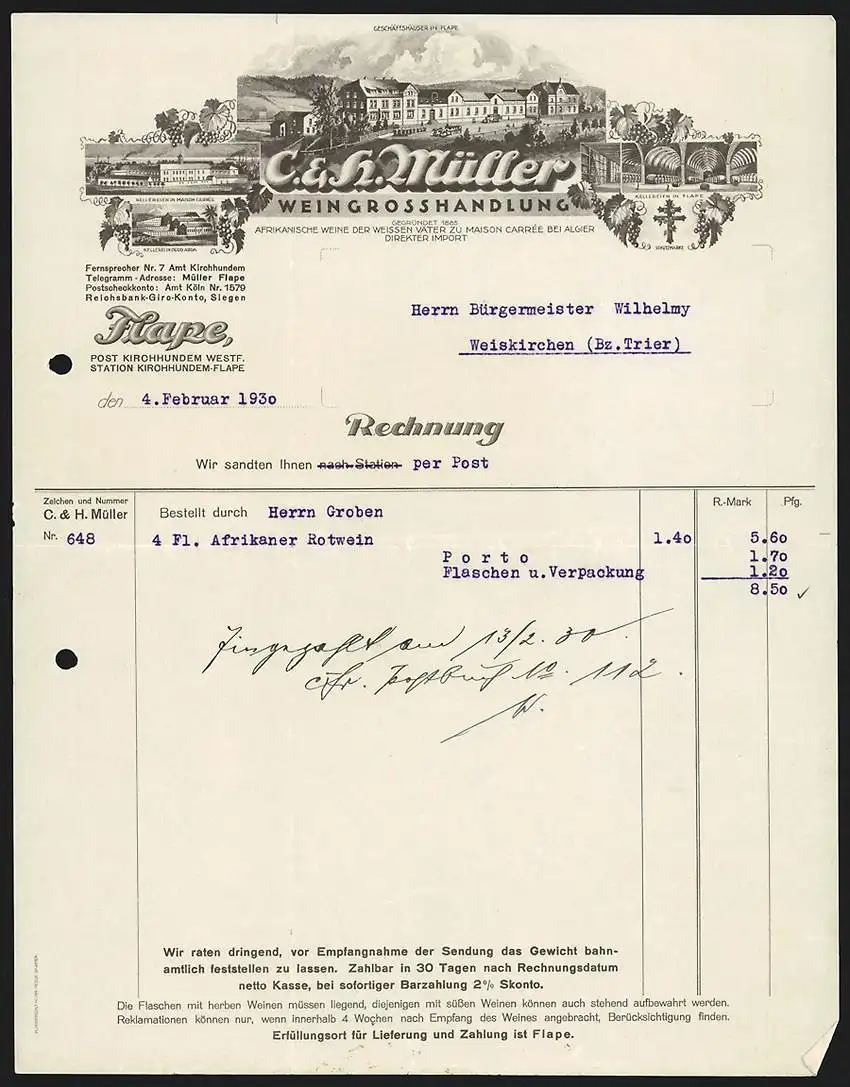 GESCHÄFTSHÄUSER IN FLAPE
C. & H. Müller
WEINGROSSHANDLUNG
KELLEREIEN IN MAISON CARRÉE
KELLEREIEN IN FLAPE
SCHUTZMARKE
GEGRÜNDET 1885
AFRIKANISCHE WEINE DER WEISSEN VÄTER ZU MAISON CARRÉE BEI ALGIER
DIREKTER IMPORT
Fernsprecher Nr. 7 Amt Kirchhundem
Telegramm-Adresse: Müller Flape
Postscheckkonto: Amt Köln Nr. 1579
Reichsbank-Giro-Konto, Siegen
Flape,
POST KIRCHHUNDEM WESTF.
STATION KIRCHHUNDEM-FLAPE
Herrn Bürgermeister Wilhelmy
Weiskirchen (Bz.Trier)
den 4.Februar 1930
Rechnung
Wir sandten Ihnen nach Station per Post
Zeichen und Nummer
C. & H. Müller
Bestellt durch Herrn Groben
R.-Mark Pfg.
Nr. 648 4 Fl. Afrikaner Rotwein 1.40 5.60
Porto 1.70
Flaschen u.Verpackung 1.20
8.50
Eingezahlt am 13/2. 30.
cfr. Postbuch No. 112.
W.
Wir raten dringend, vor Empfangnahme der Sendung das Gewicht bahn-
amtlich feststellen zu lassen. Zahlbar in 30 Tagen nach Rechnungsdatum
netto Kasse, bei sofortiger Barzahlung 2% Skonto.
Die Flaschen mit herben Weinen müssen liegend, diejenigen mit süßen Weinen können auch stehend aufbewahrt werden.
Reklamationen können nur, wenn innerhalb 4 Wochen nach Empfang des Weines angebracht, Berücksichtigung finden.
Erfüllungsort für Lieferung und Zahlung ist Flape.